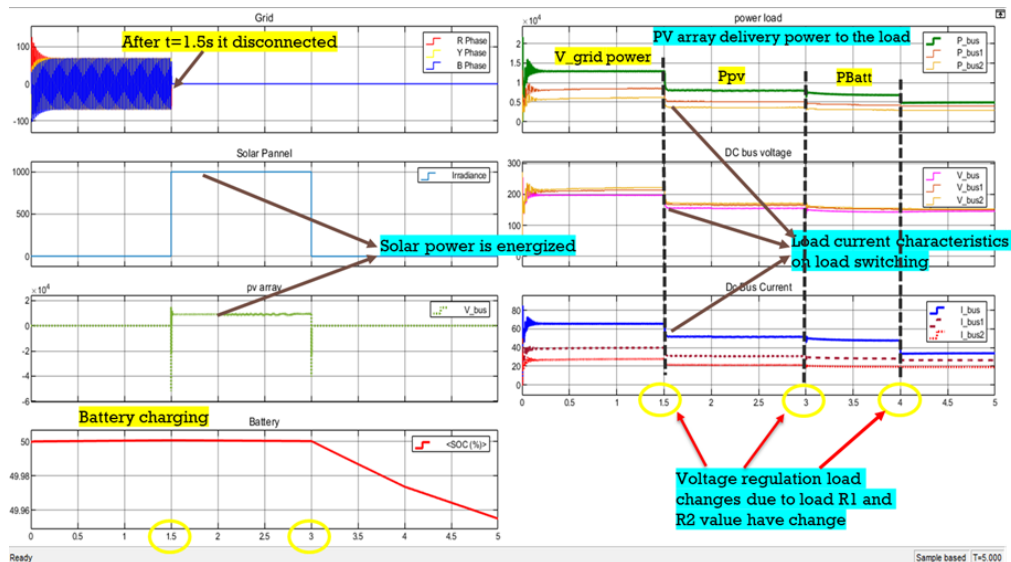 Grid
After t=1.5s it disconnected
R Phase
Y Phase
B Phase
100
0
-100
Solar Pannel
Irradiance
1000
500
0
Solar power is energized
×10⁴
pv array
V_bus
2
0
-2
-4
-6
Battery charging
Battery
<SOC (%)>
50
49.98
49.96
0 0.5 1 1.5 2 2.5 3 3.5 4 4.5 5
Ready
×10⁴
power load
PV array delivery power to the load
V_grid power
Ppv
PBatt
P_bus
P_bus1
P_bus2
2
1.5
1
0.5
0
DC bus voltage
V_bus
V_bus1
V_bus2
300
200
100
0
Load current characteristics
on load switching
Dc Bus Current
I_bus
I_bus1
I_bus2
80
60
40
20
0
0 0.5 1 1.5 2 2.5 3 3.5 4 4.5 5
Voltage regulation load
changes due to load R1 and
R2 value have change
Sample based T=5.000